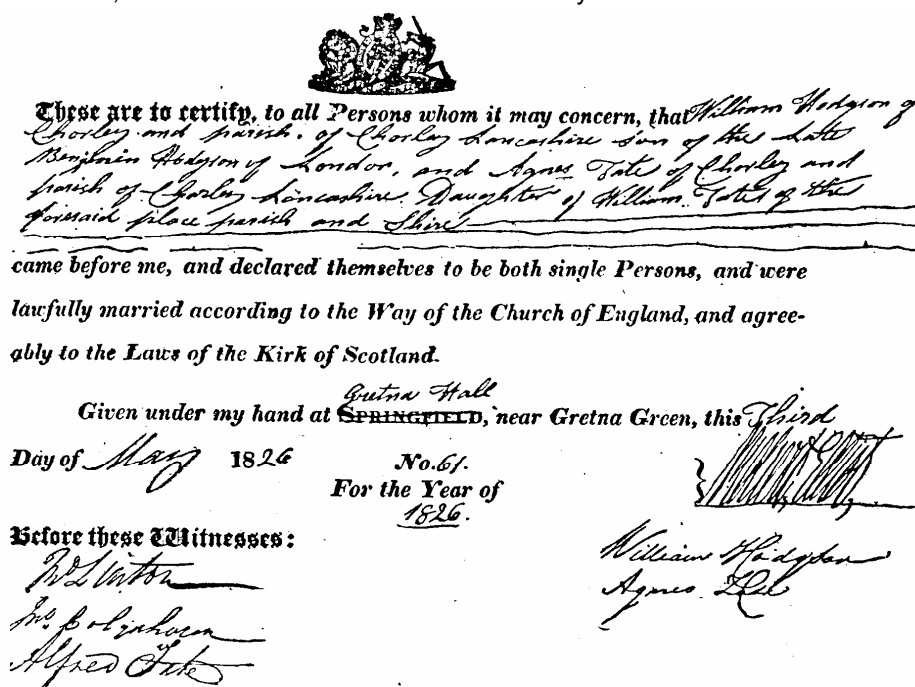 These are to certify, to all Persons whom it may concern, that William Hodgson of
Chorley and parish of Chorley Lancashire Son of the Late
Benjamin Hodgson of London, and Agnes Tate of Chorley and
parish of Chorley Lancashire Daughter of William Tate of the
foresaid place parish and Shire
came before me, and declared themselves to be both single Persons, and were
lawfully married according to the Way of the Church of England, and agree-
ably to the Laws of the Kirk of Scotland.
Gretna Hall
Given under my hand at SPRINGFIELD, near Gretna Green, this Third
Day of May 1826 No. 61.
For the Year of
1826.
Before these Witnesses:
William Hodgson
Linton
Agnes
Alfred Tate